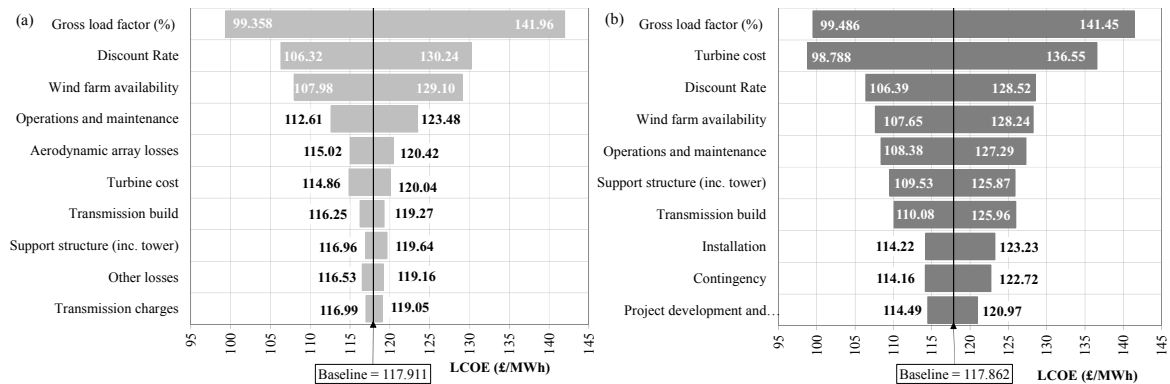 (a)
Gross load factor (%) 99.358 141.96
Discount Rate 106.32 130.24
Wind farm availability 107.98 129.10
Operations and maintenance 112.61 123.48
Aerodynamic array losses 115.02 120.42
Turbine cost 114.86 120.04
Transmission build 116.25 119.27
Support structure (inc. tower) 116.96 119.64
Other losses 116.53 119.16
Transmission charges 116.99 119.05
95 100 105 110 115 120 125 130 135 140 145
LCOE (£/MWh)
Baseline = 117.911
(b)
Gross load factor (%) 99.486 141.45
Turbine cost 98.788 136.55
Discount Rate 106.39 128.52
Wind farm availability 107.65 128.24
Operations and maintenance 108.38 127.29
Support structure (inc. tower) 109.53 125.87
Transmission build 110.08 125.96
Installation 114.22 123.23
Contingency 114.16 122.72
Project development and… 114.49 120.97
95 100 105 110 115 120 125 130 135 140 145
LCOE (£/MWh)
Baseline = 117.862